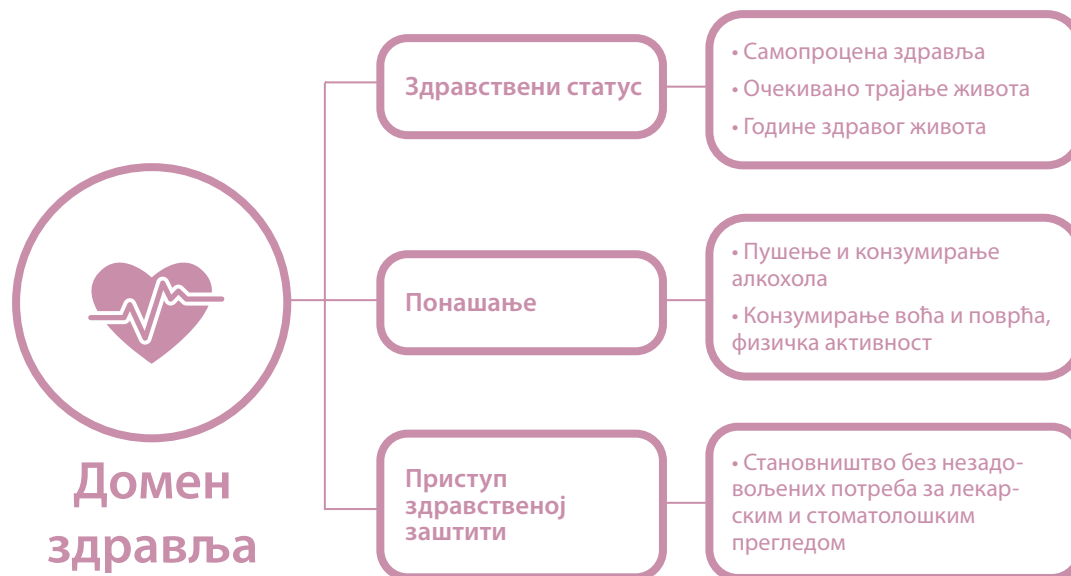 Домен
здравља
Здравствени статус
• Самопроцена здравља
• Очекивано трајање живота
• Године здравог живота
Понашање
• Пушење и конзумирање
алкохола
• Конзумирање воћа и поврћа,
физичка активност
Приступ
здравственој
заштити
• Становништво без незадо-
вољених потреба за лекар-
ским и стоматолошким
прегледом